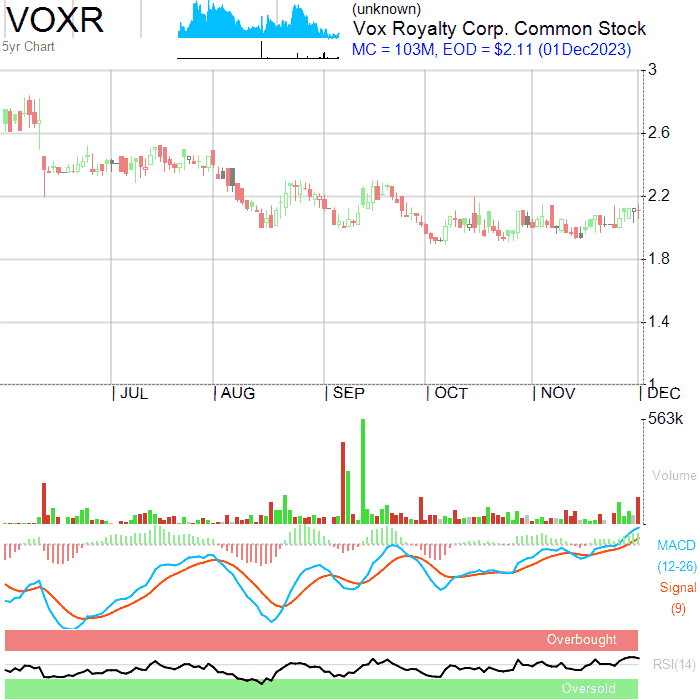 VOXR
5yr Chart
(unknown)
Vox Royalty Corp. Common Stock
MC = 103M, EOD = $2.11 (01Dec2023)
3
2.6
2.2
1.8
1.4
1
JUL AUG SEP OCT NOV DEC
563k
Volume
MACD
(12-26)
Signal
(9)
Overbought
RSI(14)
Oversold